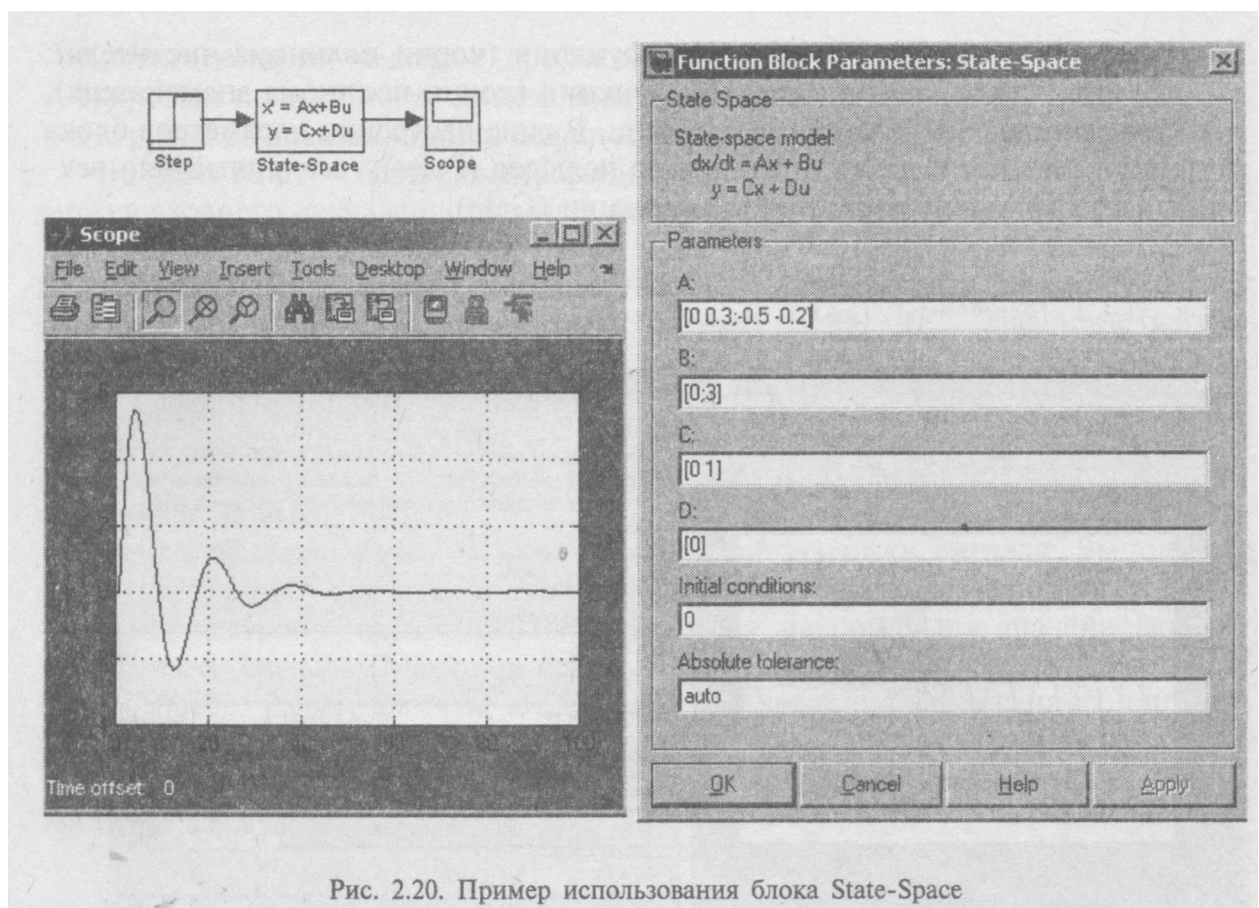 Step
x' = Ax+Bu
y = Cx+Du
State-Space
Scope
Scope
File Edit View Insert Tools Desktop Window Help
Time offset: 0
Function Block Parameters: State-Space
State Space
State-space model:
dx/dt = Ax + Bu
y = Cx + Du
Parameters
A:
[0 0.3;-0.5 -0.2]
B:
[0;3]
C:
[0 1]
D:
[0]
Initial conditions:
0
Absolute tolerance:
auto
OK Cancel Help Apply
Рис. 2.20. Пример использования блока State-Space